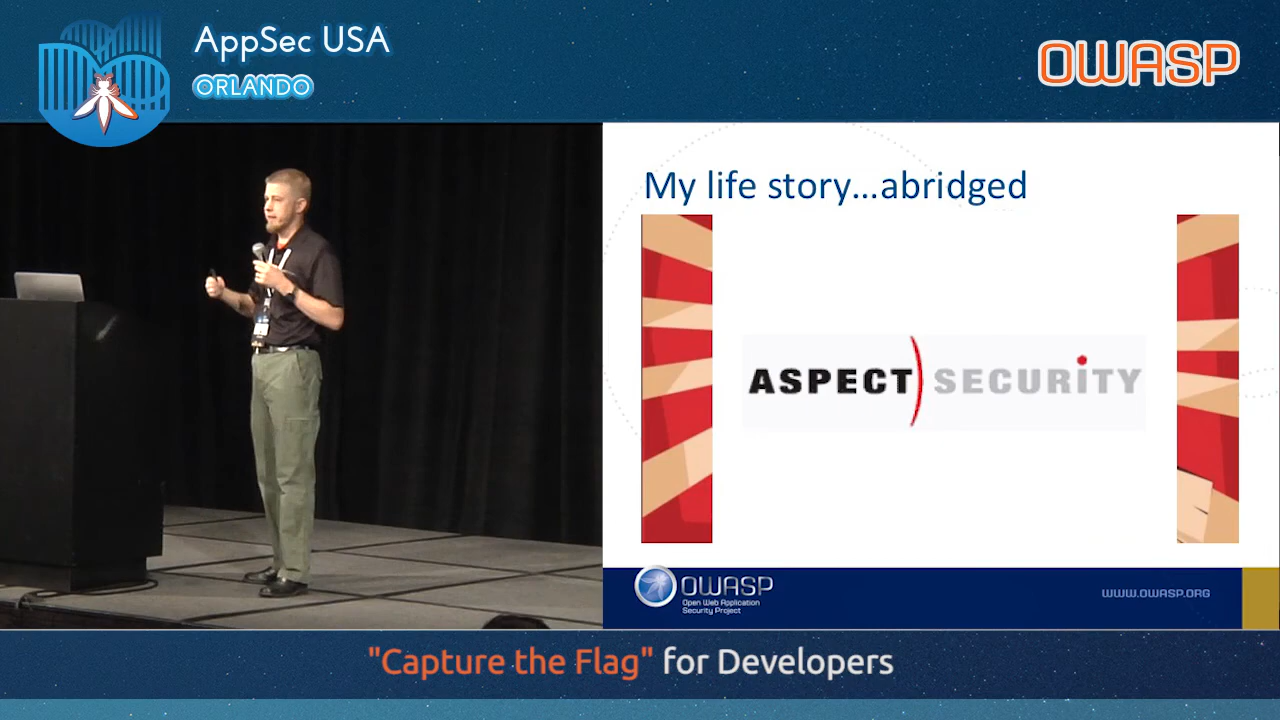 AppSec USA
ORLANDO
OWASP
My life story...abridged
ASPECT SECURITY
OWASP
Open Web Application
Security Project
WWW.OWASP.ORG
"Capture the Flag" for Developers